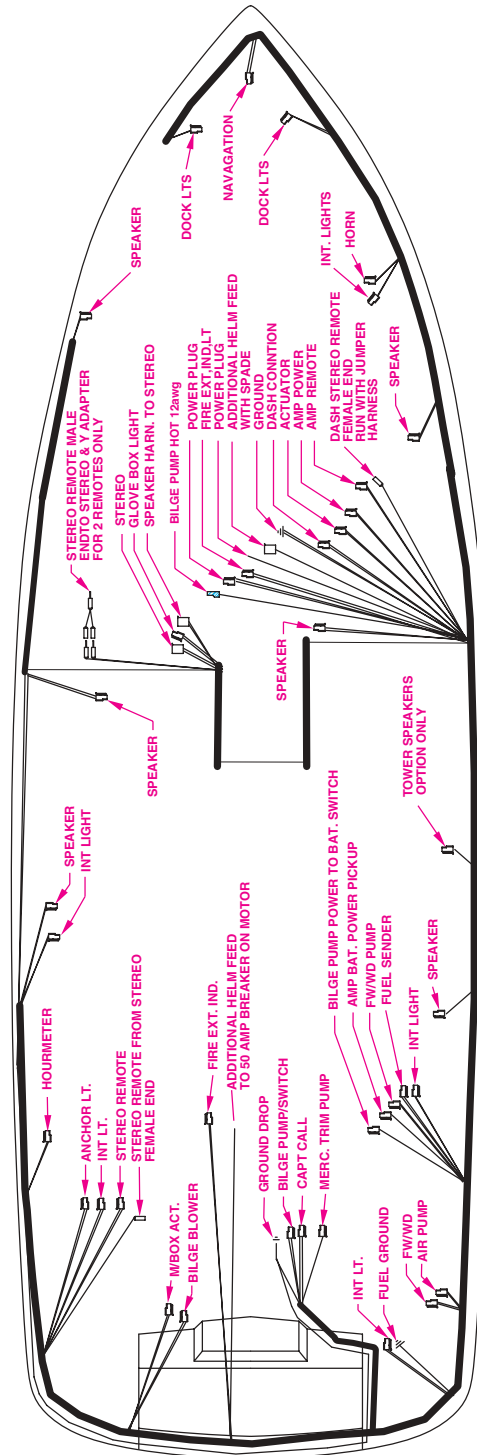 DOCK LTS
NAVAGATION
DOCK LTS
SPEAKER
INT. LIGHTS
HORN
STEREO REMOTE MALE
ENDTO STEREO & Y ADAPTER
FOR 2 REMOTES ONLY
STEREO
GLOVE BOX LIGHT
SPEAKER HARN. TO STEREO
BILGE PUMP HOT 12awg
POWER PLUG
FIRE EXT,IND,LT
POWER PLUG
ADDITIONAL HELM FEED
WITH SPADE
GROUND
DASH CONNTION
ACTUATOR
AMP POWER
AMP REMOTE
DASH STEREO REMOTE
FEMALE END
RUN WITH JUMPER
HARNESS
SPEAKER
SPEAKER
SPEAKER
SPEAKER
INT LIGHT
TOWER SPEAKERS
OPTION ONLY
HOURMETER
ANCHOR LT.
INT LT.
STEREO REMOTE
STEREO REMOTE FROM STEREO
FEMALE END
FIRE EXT. IND.
ADDITIONAL HELM FEED
TO 50 AMP BREAKER ON MOTOR
BILGE PUMP POWER TO BAT. SWITCH
AMP BAT. POWER PICKUP
FW/WD PUMP
FUEL SENDER
INT LIGHT
SPEAKER
M/BOX ACT.
BILGE BLOWER
GROUND DROP
BILGE PUMP/SWITCH
CAPT CALL
MERC. TRIM PUMP
INT LT.
FUEL GROUND
FW/WD
AIR PUMP